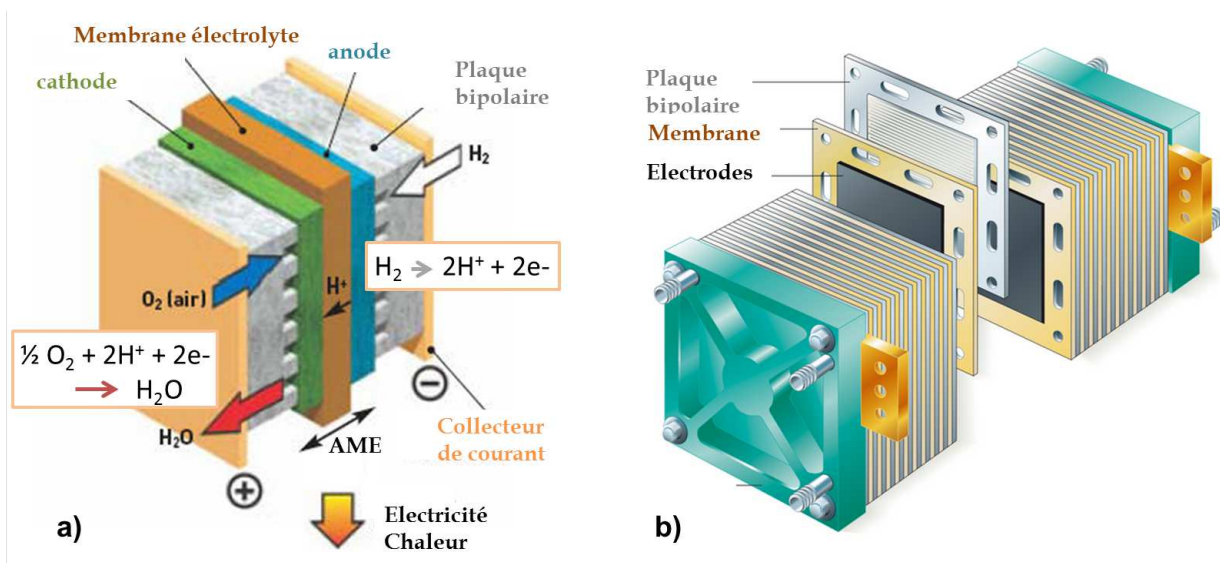 Membrane électrolyte
anode
cathode
Plaque
bipolaire
H₂
H₂ → 2H⁺ + 2e-
H⁺
O₂ (air)
½ O₂ + 2H⁺ + 2e-
→ H₂O
H₂O
AME
Collecteur
de courant
Electricité
Chaleur
a)
Plaque
bipolaire
Membrane
Electrodes
b)